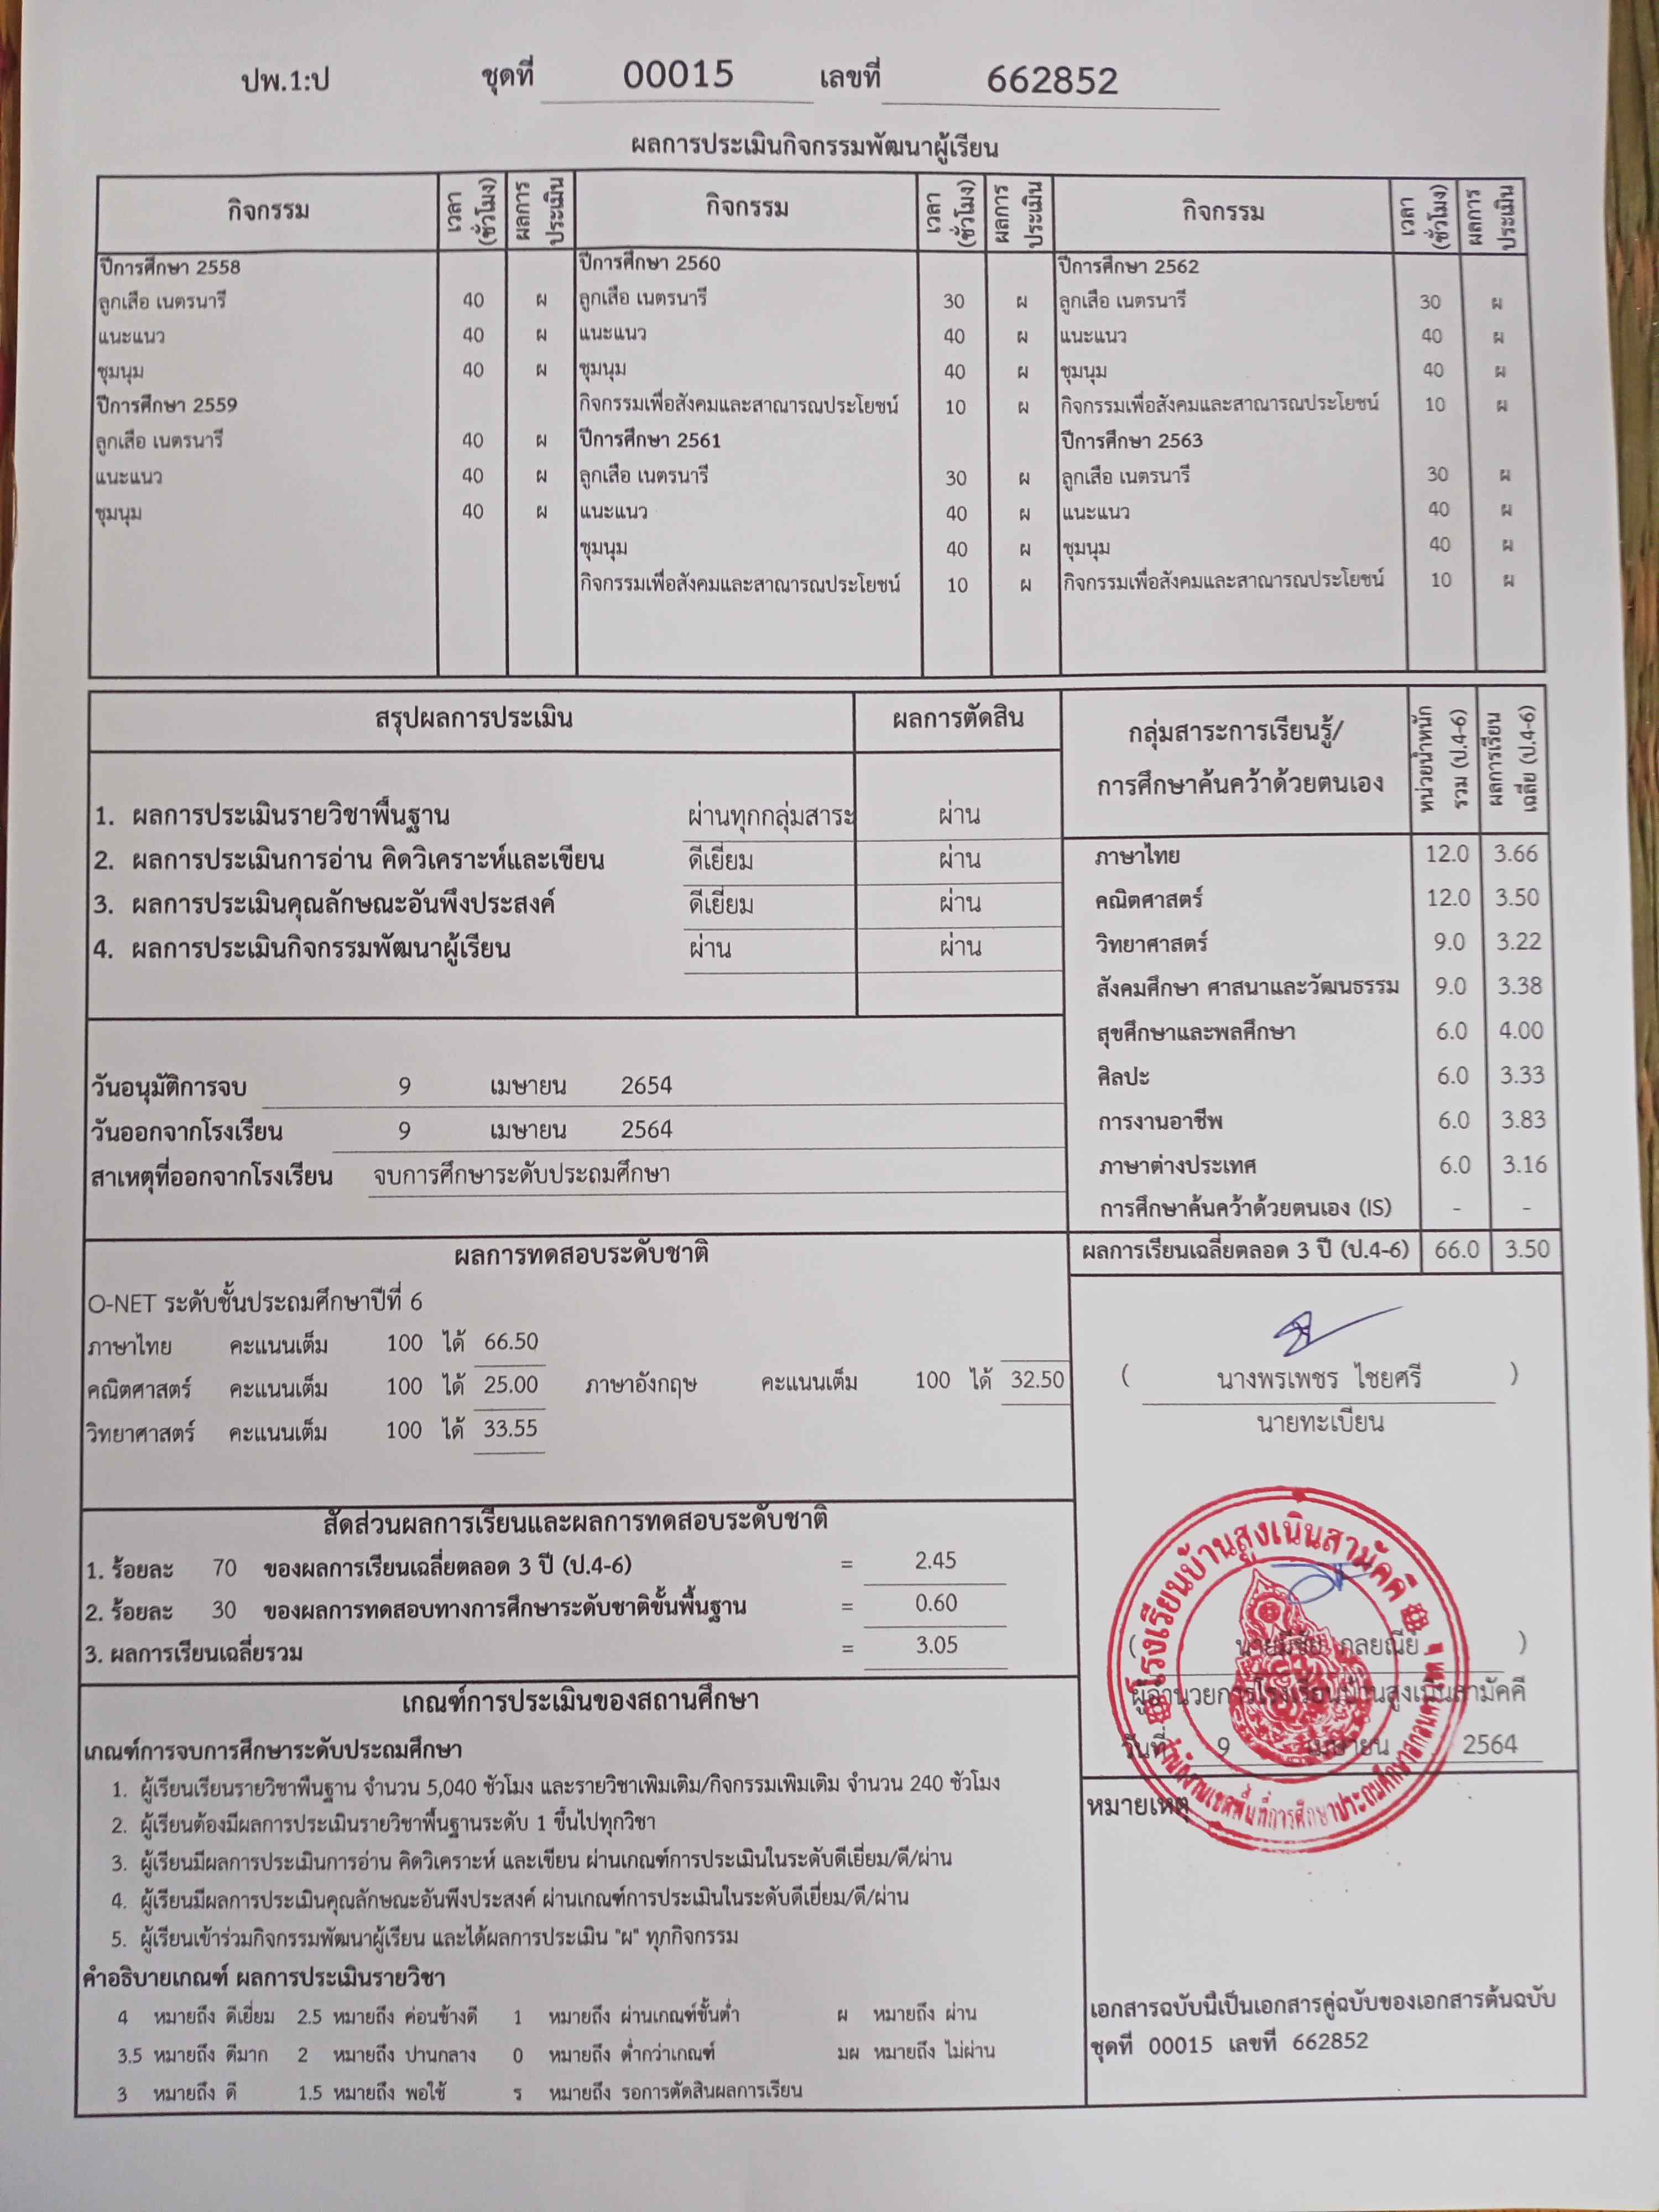 ปพ.1:ป ชุดที่ 00015 เลขที่ 662852
ผลการประเมินกิจกรรมพัฒนาผู้เรียน
กิจกรรม เวลา (ชั่วโมง) ผลการประเมิน กิจกรรม เวลา (ชั่วโมง) ผลการประเมิน กิจกรรม เวลา (ชั่วโมง) ผลการประเมิน
ปีการศึกษา 2558 ปีการศึกษา 2560 ปีการศึกษา 2562
ลูกเสือ เนตรนารี 40 ผ ลูกเสือ เนตรนารี 30 ผ ลูกเสือ เนตรนารี 30 ผ
แนะแนว 40 ผ แนะแนว 40 ผ แนะแนว 40 ผ
ชุมนุม 40 ผ ชุมนุม 40 ผ ชุมนุม 40 ผ
ปีการศึกษา 2559 กิจกรรมเพื่อสังคมและสาณารณประโยชน์ 10 ผ กิจกรรมเพื่อสังคมและสาณารณประโยชน์ 10 ผ
ลูกเสือ เนตรนารี 40 ผ ปีการศึกษา 2561 ปีการศึกษา 2563
แนะแนว 40 ผ ลูกเสือ เนตรนารี 30 ผ ลูกเสือ เนตรนารี 30 ผ
ชุมนุม 40 ผ แนะแนว 40 ผ แนะแนว 40 ผ
ชุมนุม 40 ผ ชุมนุม 40 ผ
กิจกรรมเพื่อสังคมและสาณารณประโยชน์ 10 ผ กิจกรรมเพื่อสังคมและสาณารณประโยชน์ 10 ผ
สรุปผลการประเมิน ผลการตัดสิน
1. ผลการประเมินรายวิชาพื้นฐาน ผ่านทุกกลุ่มสาระ ผ่าน
2. ผลการประเมินการอ่าน คิดวิเคราะห์และเขียน ดีเยี่ยม ผ่าน
3. ผลการประเมินคุณลักษณะอันพึงประสงค์ ดีเยี่ยม ผ่าน
4. ผลการประเมินกิจกรรมพัฒนาผู้เรียน ผ่าน ผ่าน
วันอนุมัติการจบ 9 เมษายน 2654
วันออกจากโรงเรียน 9 เมษายน 2564
สาเหตุที่ออกจากโรงเรียน จบการศึกษาระดับประถมศึกษา
กลุ่มสาระการเรียนรู้/
การศึกษาค้นคว้าด้วยตนเอง
หน่วยน้ำหนัก รวม (ป.4-6) ผลการเรียน เฉลี่ย (ป.4-6)
ภาษาไทย 12.0 3.66
คณิตศาสตร์ 12.0 3.50
วิทยาศาสตร์ 9.0 3.22
สังคมศึกษา ศาสนาและวัฒนธรรม 9.0 3.38
สุขศึกษาและพลศึกษา 6.0 4.00
ศิลปะ 6.0 3.33
การงานอาชีพ 6.0 3.83
ภาษาต่างประเทศ 6.0 3.16
การศึกษาค้นคว้าด้วยตนเอง (IS) - -
ผลการเรียนเฉลี่ยตลอด 3 ปี (ป.4-6) 66.0 3.50
ผลการทดสอบระดับชาติ
O-NET ระดับชั้นประถมศึกษาปีที่ 6
ภาษาไทย คะแนนเต็ม 100 ได้ 66.50
คณิตศาสตร์ คะแนนเต็ม 100 ได้ 25.00 ภาษาอังกฤษ คะแนนเต็ม 100 ได้ 32.50
วิทยาศาสตร์ คะแนนเต็ม 100 ได้ 33.55
( นางพรเพชร ไชยศรี )
นายทะเบียน
สัดส่วนผลการเรียนและผลการทดสอบระดับชาติ
1. ร้อยละ 70 ของผลการเรียนเฉลี่ยตลอด 3 ปี (ป.4-6) = 2.45
2. ร้อยละ 30 ของผลการทดสอบทางการศึกษาระดับชาติขั้นพื้นฐาน = 0.60
3. ผลการเรียนเฉลี่ยรวม = 3.05
โรงเรียนบ้านสูงเนินสามัคคี
( นายมีชัย กุลยณีย์ )
ผู้อำนวยการโรงเรียนบ้านสูงเนินสามัคคี
วันที่ 9 เมษายน 2564
เกณฑ์การประเมินของสถานศึกษา
เกณฑ์การจบการศึกษาระดับประถมศึกษา
1. ผู้เรียนเรียนรายวิชาพื้นฐาน จำนวน 5,040 ชั่วโมง และรายวิชาเพิ่มเติม/กิจกรรมเพิ่มเติม จำนวน 240 ชั่วโมง
2. ผู้เรียนต้องมีผลการประเมินรายวิชาพื้นฐานระดับ 1 ขึ้นไปทุกวิชา
3. ผู้เรียนมีผลการประเมินการอ่าน คิดวิเคราะห์ และเขียน ผ่านเกณฑ์การประเมินในระดับดีเยี่ยม/ดี/ผ่าน
4. ผู้เรียนมีผลการประเมินคุณลักษณะอันพึงประสงค์ ผ่านเกณฑ์การประเมินในระดับดีเยี่ยม/ดี/ผ่าน
5. ผู้เรียนเข้าร่วมกิจกรรมพัฒนาผู้เรียน และได้ผลการประเมิน "ผ" ทุกกิจกรรม
คำอธิบายเกณฑ์ ผลการประเมินรายวิชา
4 หมายถึง ดีเยี่ยม 2.5 หมายถึง ค่อนข้างดี 1 หมายถึง ผ่านเกณฑ์ขั้นต่ำ ผ หมายถึง ผ่าน
3.5 หมายถึง ดีมาก 2 หมายถึง ปานกลาง 0 หมายถึง ต่ำกว่าเกณฑ์ มผ หมายถึง ไม่ผ่าน
3 หมายถึง ดี 1.5 หมายถึง พอใช้ ร หมายถึง รอการตัดสินผลการเรียน
หมายเหตุ
เอกสารฉบับนี้เป็นเอกสารคู่ฉบับของเอกสารต้นฉบับ
ชุดที่ 00015 เลขที่ 662852